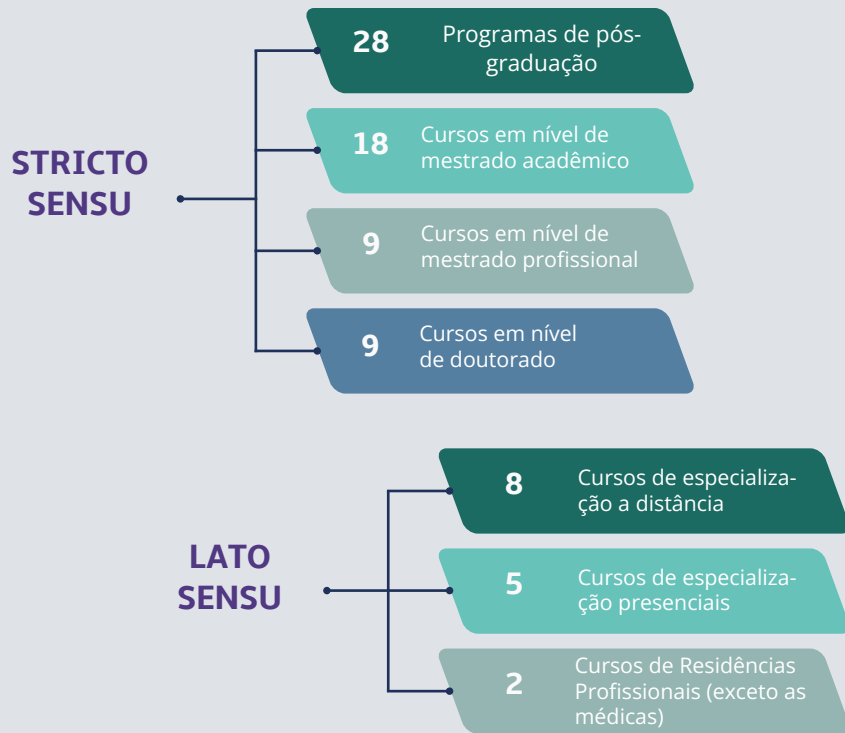 STRICTO
SENSU
28
Programas de pós-
graduação
18
Cursos em nível de
mestrado acadêmico
9
Cursos em nível de
mestrado profissional
9
Cursos em nível
de doutorado
LATO
SENSU
8
Cursos de especializa-
ção a distância
5
Cursos de especializa-
ção presenciais
2
Cursos de Residências
Profissionais (exceto as
médicas)